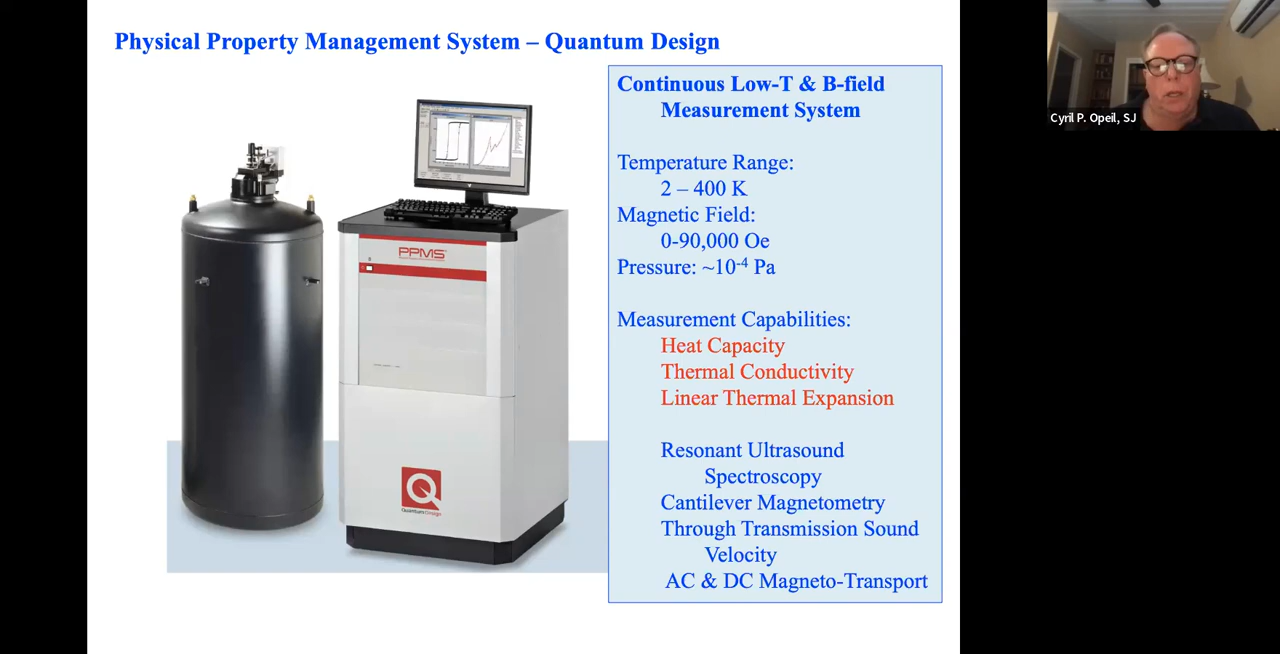 Physical Property Management System – Quantum Design
Continuous Low-T & B-field
Measurement System
Temperature Range:
2 – 400 K
Magnetic Field:
0-90,000 Oe
Pressure: ~10-4 Pa
Measurement Capabilities:
Heat Capacity
Thermal Conductivity
Linear Thermal Expansion
Resonant Ultrasound
Spectroscopy
Cantilever Magnetometry
Through Transmission Sound
Velocity
AC & DC Magneto-Transport
PPMS
QuantumDesign
Cyril P. Opeil, SJ